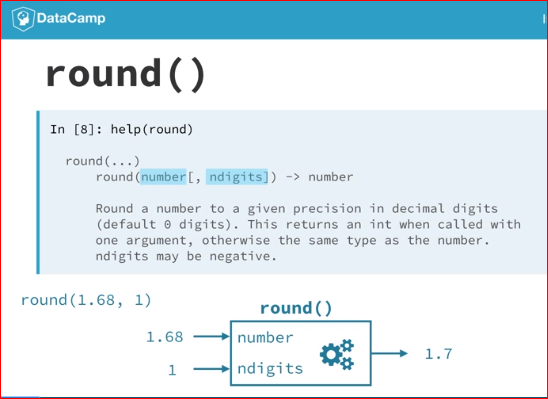 DataCamp
round()
In [8]: help(round)
round(...)
round(number[, ndigits]) -> number
Round a number to a given precision in decimal digits
(default 0 digits). This returns an int when called with
one argument, otherwise the same type as the number.
ndigits may be negative.
round(1.68, 1)
round()
1.68
number
1.7
1
ndigits